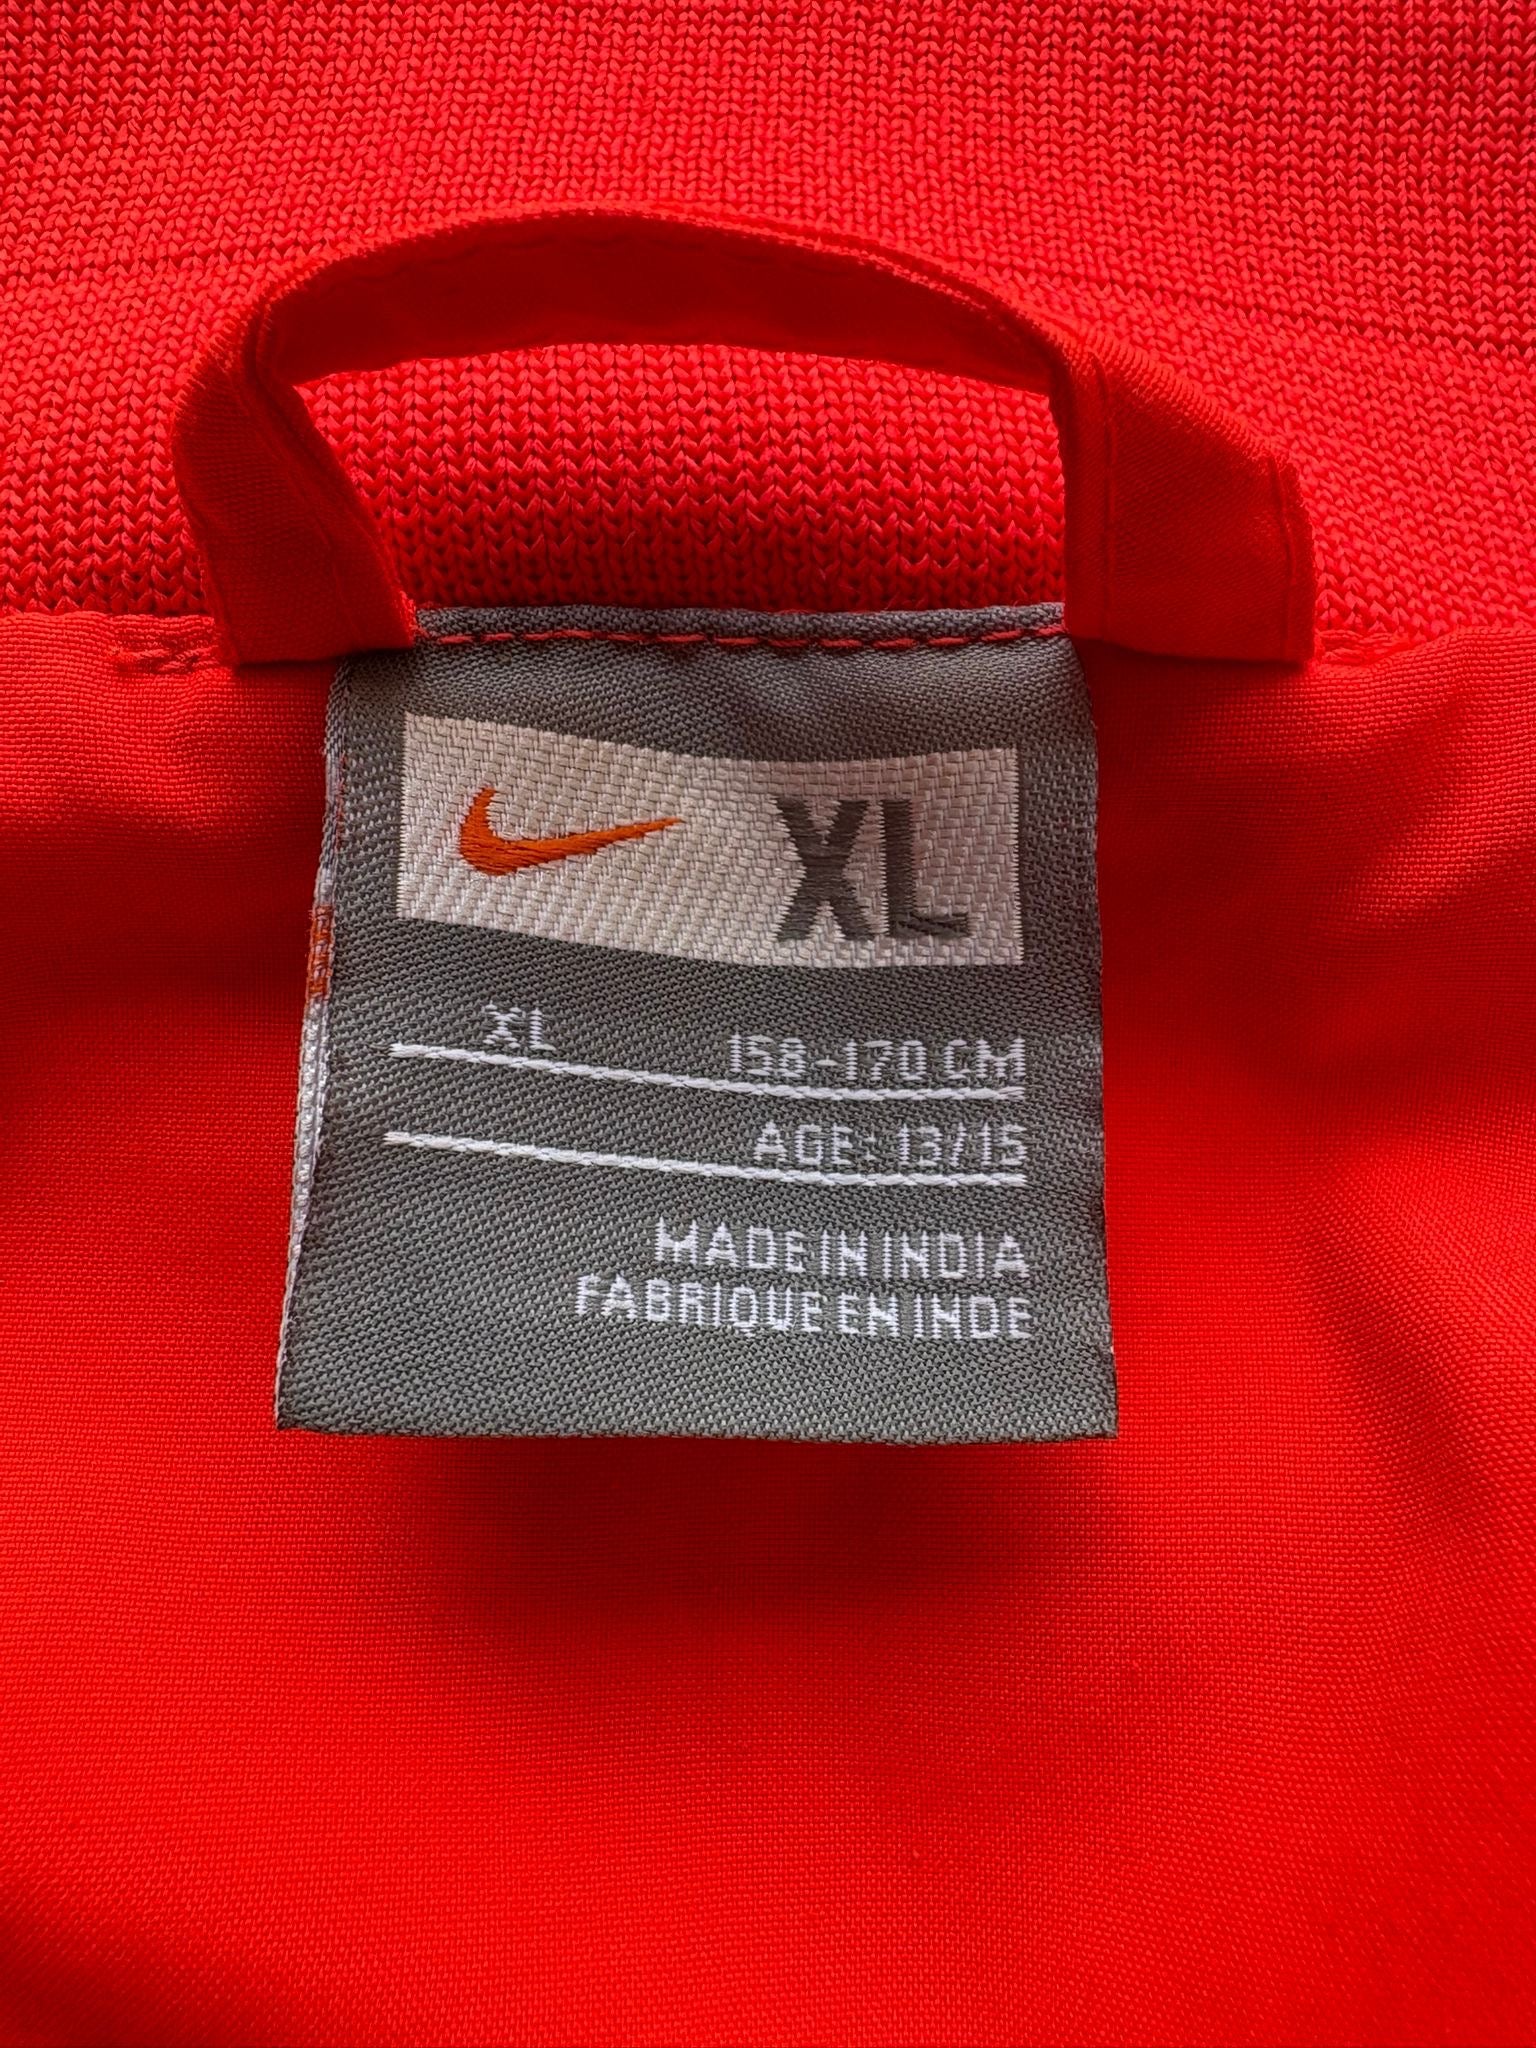 XL
XL 158-170 CM
AGE: 13/15
MADE IN INDIA
FABRIQUE EN INDE